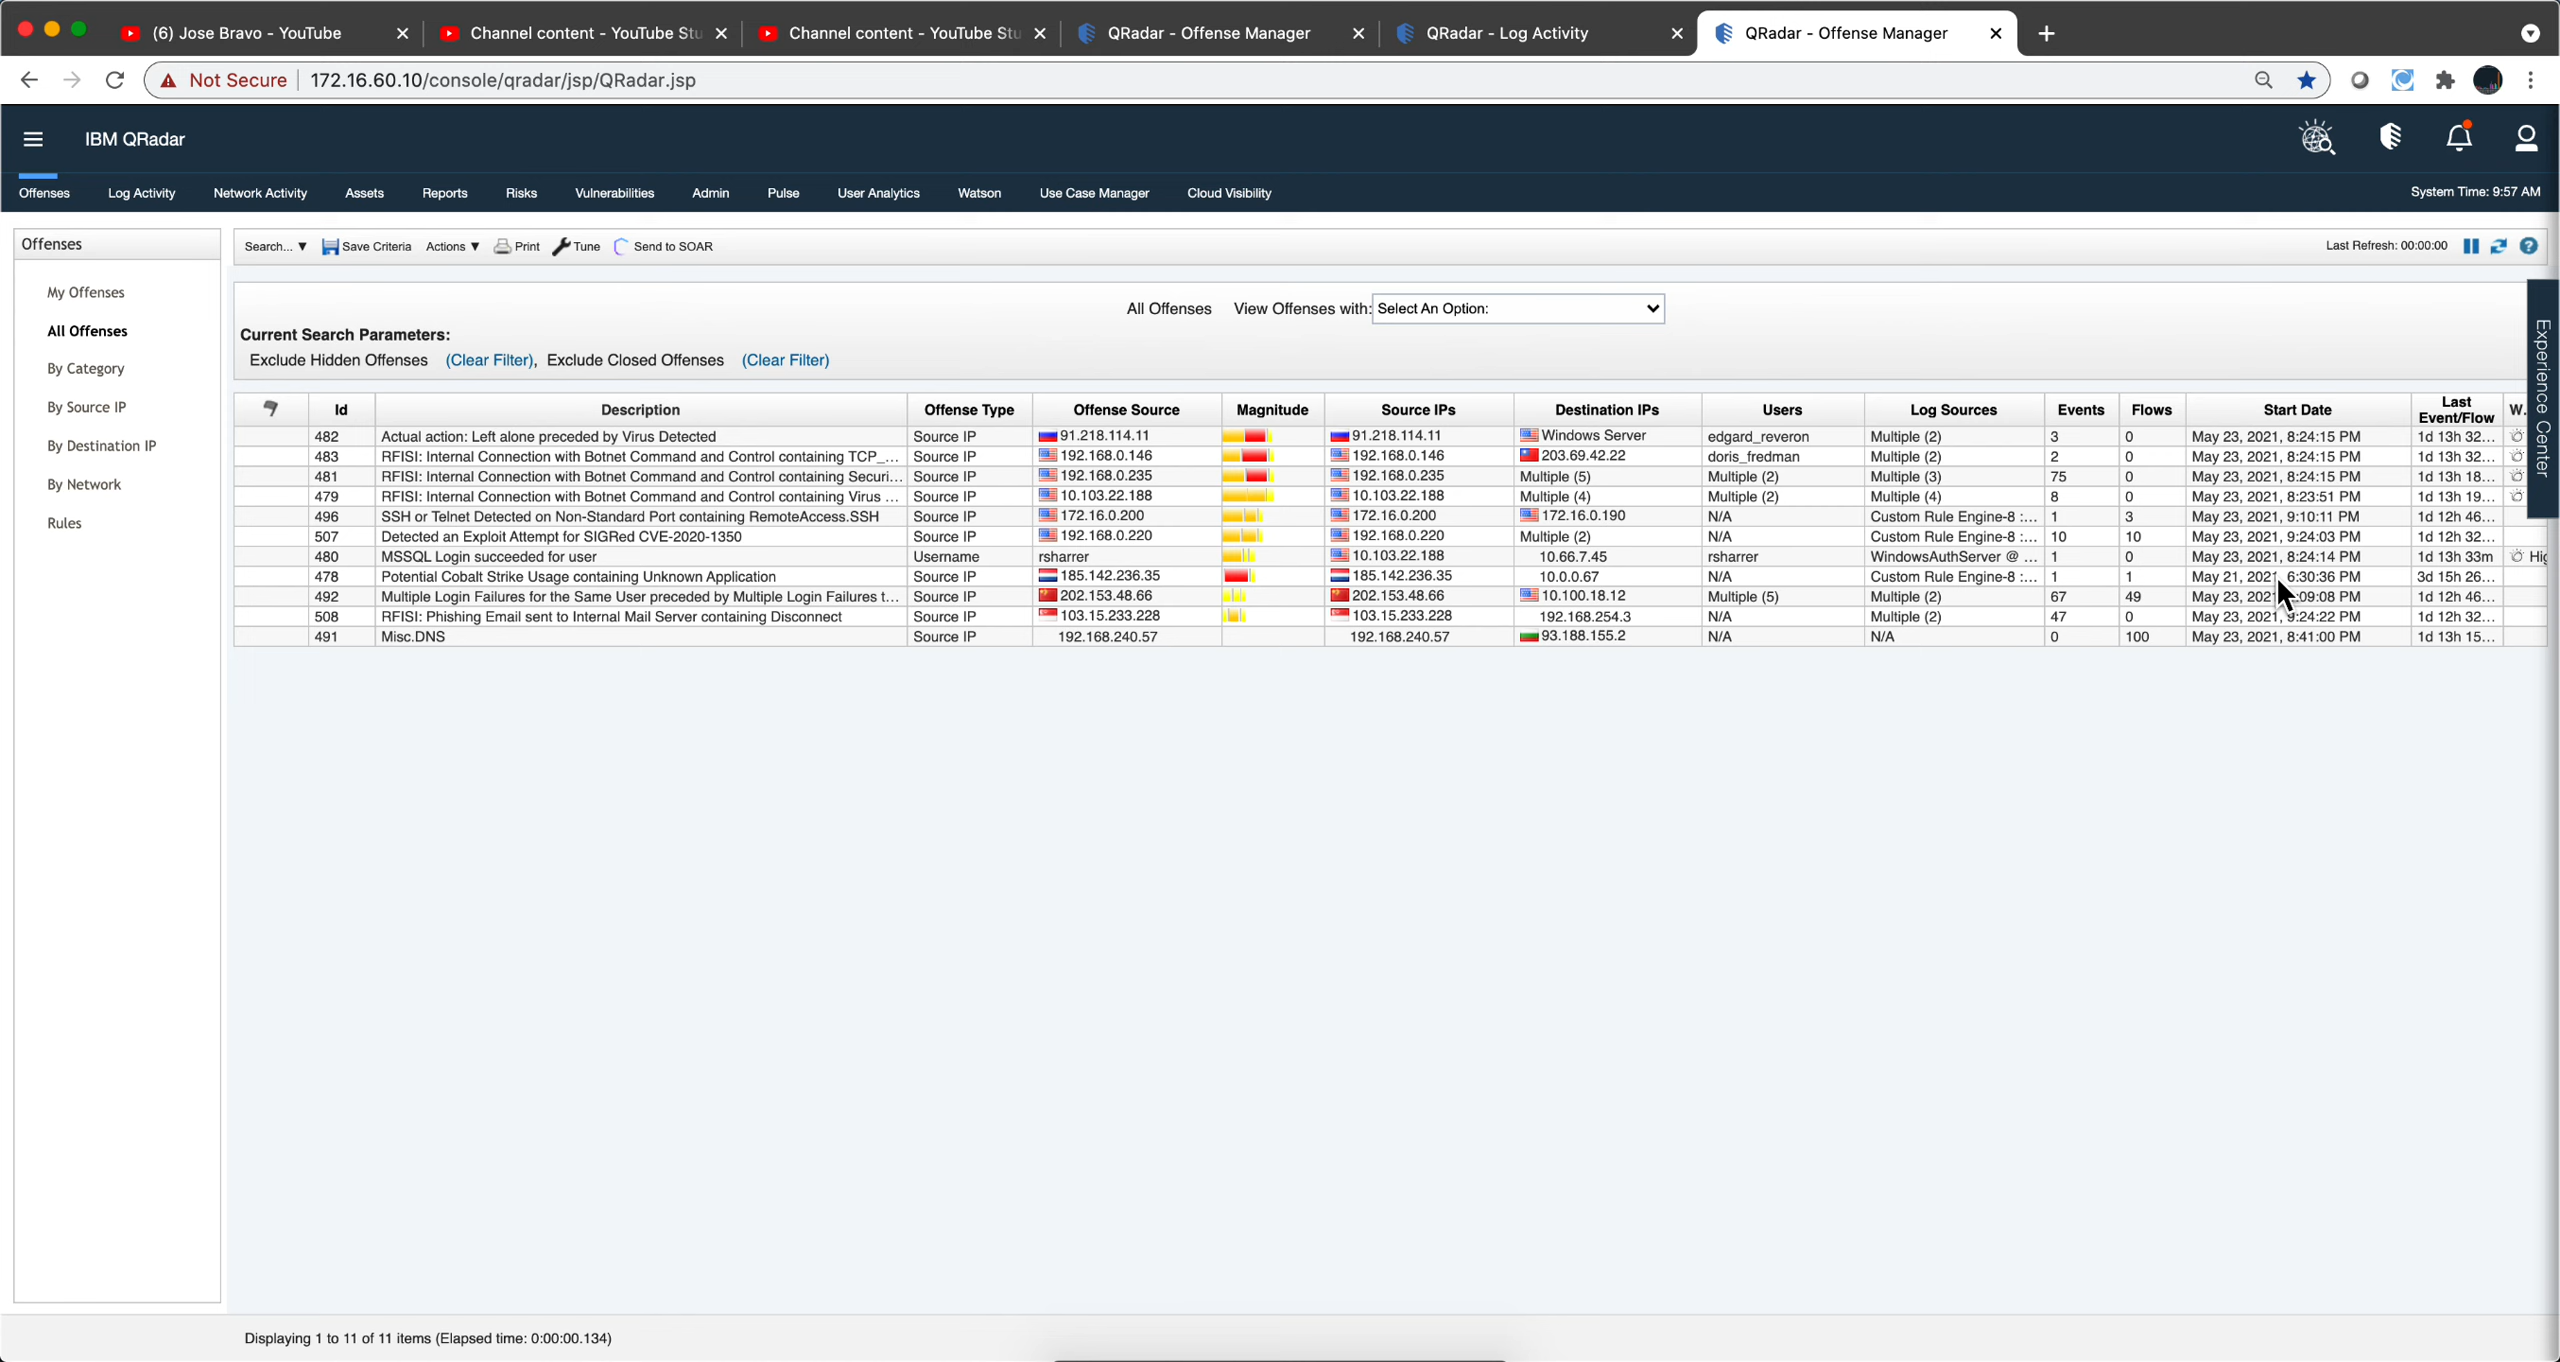 (6) Jose Bravo - YouTube
Channel content - YouTube Stu
Channel content - YouTube Stu
QRadar - Offense Manager
QRadar - Log Activity
QRadar - Offense Manager
Not Secure 172.16.60.10/console/qradar/jsp/QRadar.jsp
IBM QRadar
Offenses Log Activity Network Activity Assets Reports Risks Vulnerabilities Admin Pulse User Analytics Watson Use Case Manager Cloud Visibility System Time: 9:57 AM
Offenses
My Offenses
All Offenses
By Category
By Source IP
By Destination IP
By Network
Rules
Search... Save Criteria Actions Print Tune Send to SOAR Last Refresh: 00:00:00
All Offenses View Offenses with: Select An Option:
Current Search Parameters:
Exclude Hidden Offenses (Clear Filter), Exclude Closed Offenses (Clear Filter)
Experience Center
Id Description Offense Type Offense Source Magnitude Source IPs Destination IPs Users Log Sources Events Flows Start Date Last Event/Flow W.
482 Actual action: Left alone preceded by Virus Detected Source IP 91.218.114.11 91.218.114.11 Windows Server edgard_reveron Multiple (2) 3 0 May 23, 2021, 8:24:15 PM 1d 13h 32...
483 RFISI: Internal Connection with Botnet Command and Control containing TCP_... Source IP 192.168.0.146 192.168.0.146 203.69.42.22 doris_fredman Multiple (2) 2 0 May 23, 2021, 8:24:15 PM 1d 13h 32...
481 RFISI: Internal Connection with Botnet Command and Control containing Securi... Source IP 192.168.0.235 192.168.0.235 Multiple (5) Multiple (2) Multiple (3) 75 0 May 23, 2021, 8:24:15 PM 1d 13h 18...
479 RFISI: Internal Connection with Botnet Command and Control containing Virus ... Source IP 10.103.22.188 10.103.22.188 Multiple (4) Multiple (2) Multiple (4) 8 0 May 23, 2021, 8:23:51 PM 1d 13h 19...
496 SSH or Telnet Detected on Non-Standard Port containing RemoteAccess.SSH Source IP 172.16.0.200 172.16.0.200 172.16.0.190 N/A Custom Rule Engine-8 :... 1 3 May 23, 2021, 9:10:11 PM 1d 12h 46...
507 Detected an Exploit Attempt for SIGRed CVE-2020-1350 Source IP 192.168.0.220 192.168.0.220 Multiple (2) N/A Custom Rule Engine-8 :... 10 10 May 23, 2021, 9:24:03 PM 1d 12h 32...
480 MSSQL Login succeeded for user Username rsharrer 10.103.22.188 10.66.7.45 rsharrer WindowsAuthServer @ ... 1 0 May 23, 2021, 8:24:14 PM 1d 13h 33m Hig
478 Potential Cobalt Strike Usage containing Unknown Application Source IP 185.142.236.35 185.142.236.35 10.0.0.67 N/A Custom Rule Engine-8 :... 1 1 May 21, 2021, 6:30:36 PM 3d 15h 26...
492 Multiple Login Failures for the Same User preceded by Multiple Login Failures t... Source IP 202.153.48.66 202.153.48.66 10.100.18.12 Multiple (5) Multiple (2) 67 49 May 23, 202 :09:08 PM 1d 12h 46...
508 RFISI: Phishing Email sent to Internal Mail Server containing Disconnect Source IP 103.15.233.228 103.15.233.228 192.168.254.3 N/A Multiple (2) 47 0 May 23, 2021, 9:24:22 PM 1d 12h 32...
491 Misc.DNS Source IP 192.168.240.57 192.168.240.57 93.188.155.2 N/A N/A 0 100 May 23, 2021, 8:41:00 PM 1d 13h 15...
Displaying 1 to 11 of 11 items (Elapsed time: 0:00:00.134)